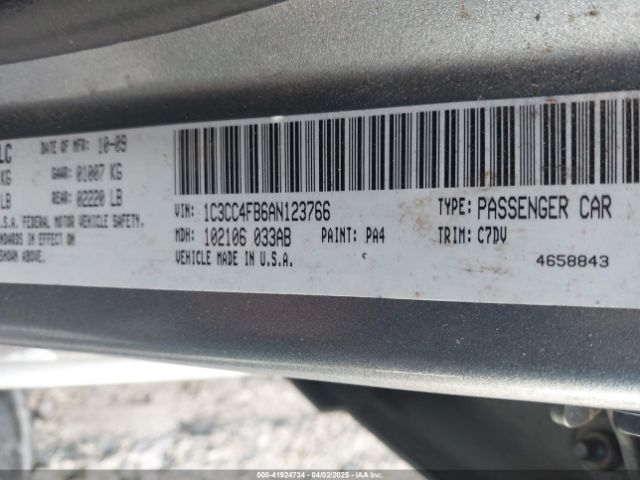 LC DATE OF MFR: 10-09
KG GAWR: 01007 KG
LB REAR: 02220 LB
.S.A. FEDERAL MOTOR VEHICLE SAFETY,
ANDARDS IN EFFECT ON
SHOWN ABOVE.
VIN: 1C3CC4FB6AN123766 TYPE: PASSENGER CAR
MDH: 102106 033AB PAINT: PA4 TRIM: C7DV
VEHICLE MADE IN U.S.A. 4658843
000-41924734 | 04/02/2025 | IAAI, Inc.